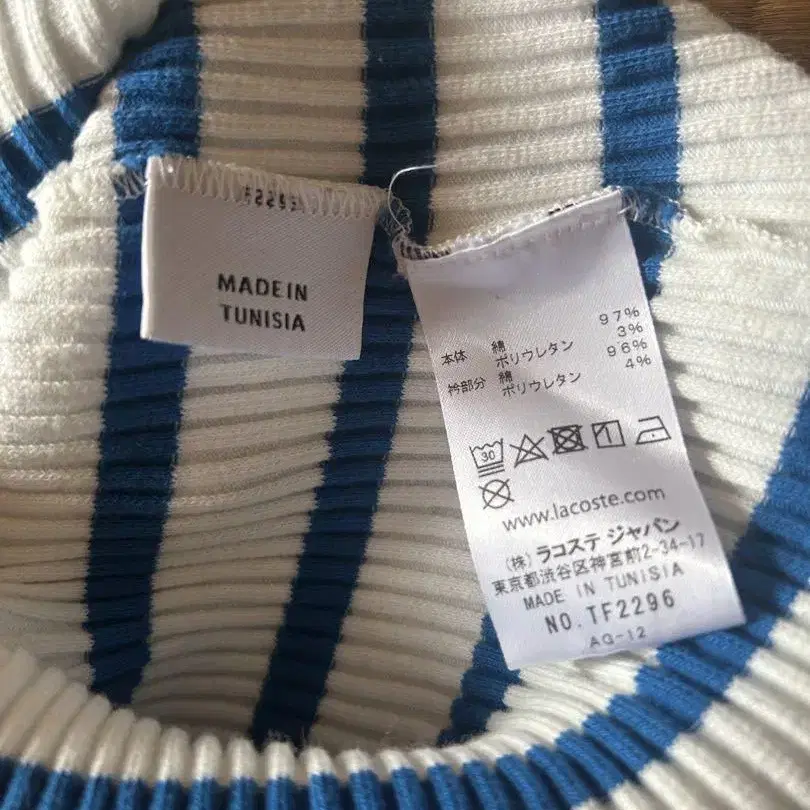 MADE IN
TUNISIA
本体 綿 97%
ポリウレタン 3%
衿部分 綿 96%
ポリウレタン 4%
30
www.lacoste.com
(株) ラコステ ジャパン
東京都渋谷区神宮前2-34-17
MADE IN TUNISIA
NO.TF2296
AQ-12